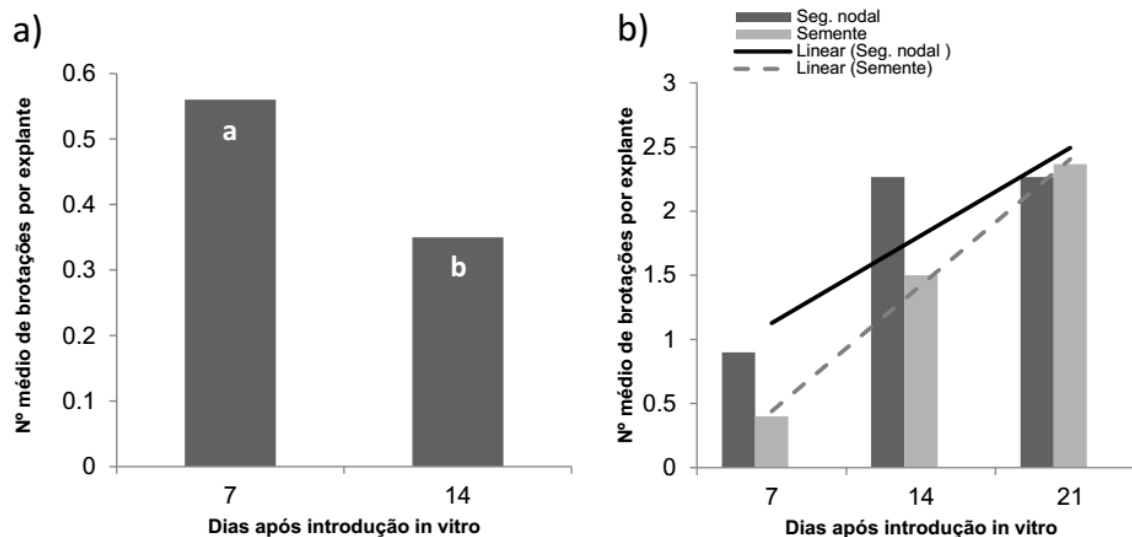 a)
Nº médio de brotações por explante
0.6
0.5
0.4
0.3
0.2
0.1
0
a
b
7
14
Dias após introdução in vitro
b)
Seg. nodal
Semente
Linear (Seg. nodal )
Linear (Semente)
Nº médio de brotações por explante
3
2.5
2
1.5
1
0.5
0
7
14
21
Dias após introdução in vitro